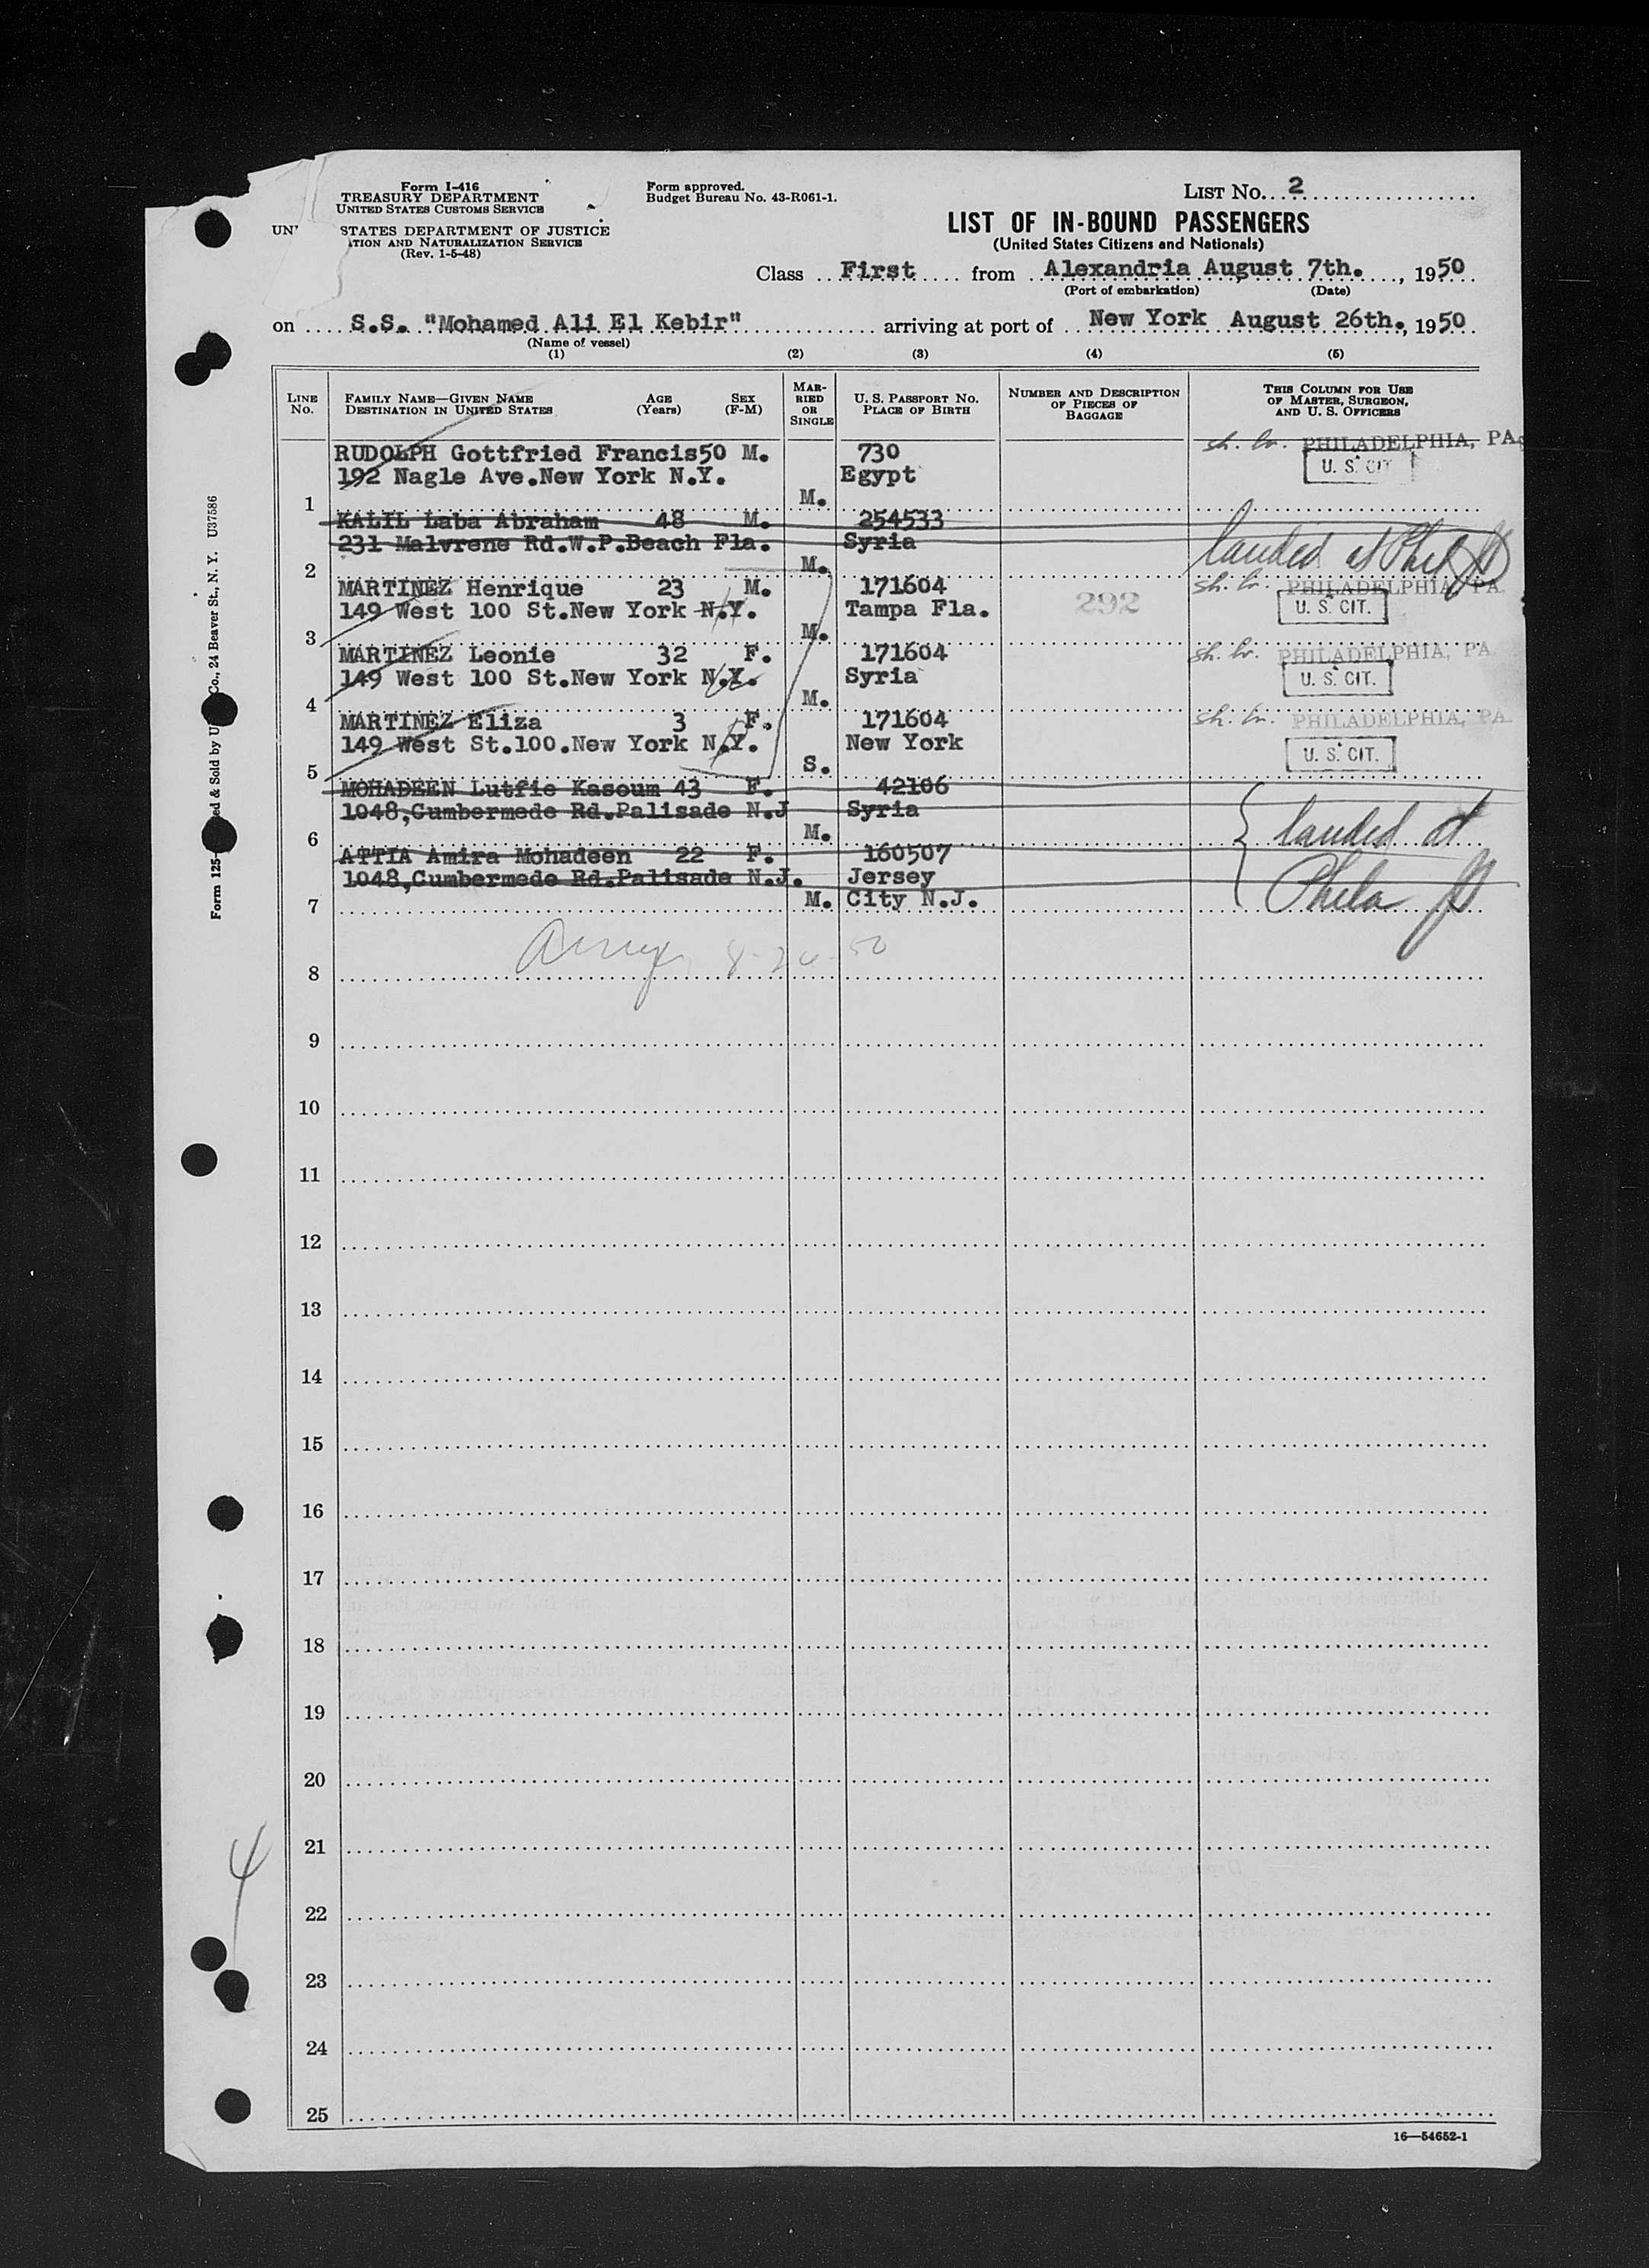 Form I-416
TREASURY DEPARTMENT
UNITED STATES CUSTOMS SERVICE
STATES DEPARTMENT OF JUSTICE
ATION AND NATURALIZATION SERVICE
(Rev. 1-5-48)
Form approved.
Budget Bureau No. 43-R061-1.
LIST NO. 2
LIST OF IN-BOUND PASSENGERS
(United States Citizens and Nationals)
Class First from Alexandria August 7th., 1950
(Port of embarkation) (Date)
on S.S. "Mohamed Ali El Kebir" arriving at port of New York August 26th., 1950
(Name of vessel)
(1) (2) (3) (4) (5)
LINE No. FAMILY NAME—GIVEN NAME DESTINATION IN UNITED STATES AGE (Years) SEX (F-M) MARRIED OR SINGLE U. S. PASSPORT NO. PLACE OF BIRTH NUMBER AND DESCRIPTION OF PIECES OF BAGGAGE THIS COLUMN FOR USE OF MASTER, SURGEON, AND U. S. OFFICERS
RUDOLPH Gottfried Francis 50 M. 730 PHILADELPHIA, PA.
192 Nagle Ave.New York N.Y. Egypt U. S. CIT
1 M.
KALIL Laba Abraham 48 M. 254533
231 Malvrene Rd.W.P.Beach Fla. Syria landed at Phil
2 M.
MARTINEZ Henrique 23 M. 171604 PHILADELPHIA, PA
149 West 100 St.New York N.Y. Tampa Fla. 292 U. S. CIT.
3 M.
MARTINEZ Leonie 32 F. 171604 PHILADELPHIA, PA
149 West 100 St.New York N.Y. Syria U. S. CIT.
4 M.
MARTINEZ Eliza 3 F. 171604 PHILADELPHIA, PA
149 West St.100.New York N.Y. New York U. S. CIT.
5 S.
MOHADEEN Lutfie Kasoum 43 F. 42106
1048,Cumbermede Rd.Palisade N.J Syria landed at
6 M.
ATTIA Amira Mohadeen 22 F. 160507
1048,Cumbermede Rd.Palisade N.J. Jersey Phila
7 M. City N.J.
8-26-50
8
9
10
11
12
13
14
15
16
17
18
19
20
21
22
23
24
25
4
16—54652-1
Form 125- ed & Sold by U Co., 24 Beaver St., N. Y. U37586